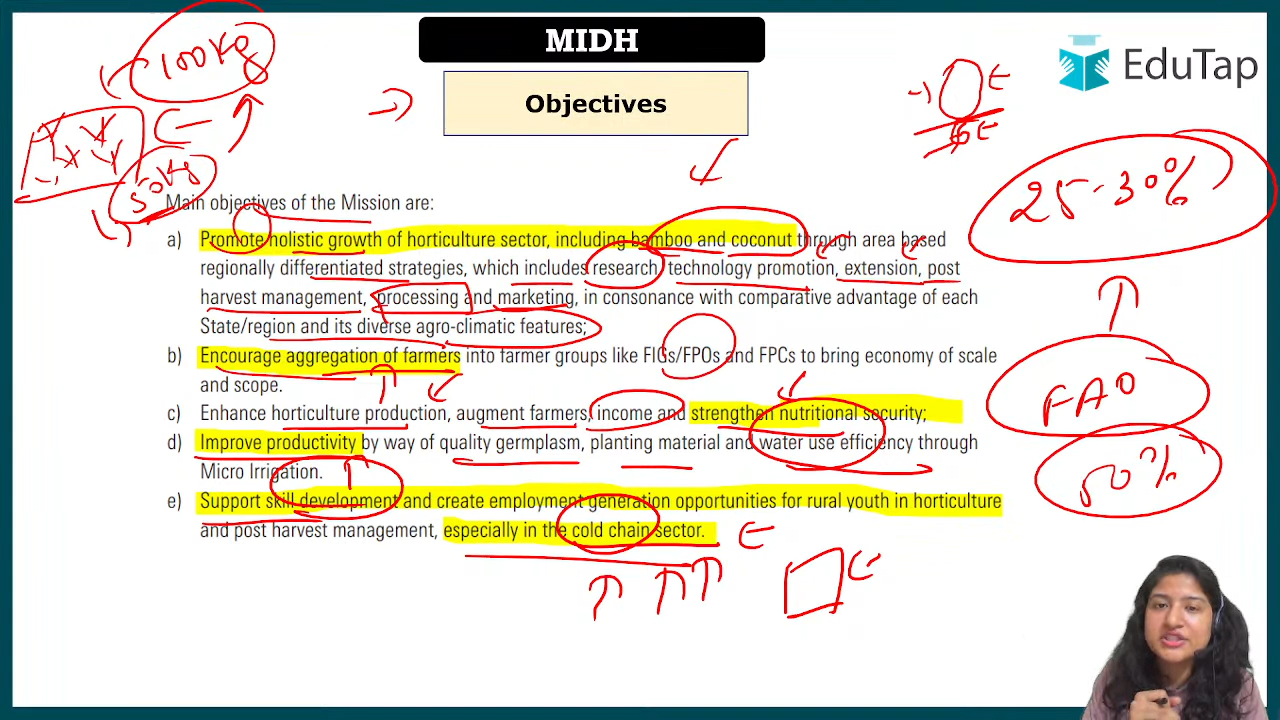 MIDH
EduTap
Objectives
100Kg
50Kg
25-30%
FAO
50%
Main objectives of the Mission are:
a) Promote holistic growth of horticulture sector, including bamboo and coconut through area based
regionally differentiated strategies, which includes research, technology promotion, extension, post
harvest management, processing and marketing, in consonance with comparative advantage of each
State/region and its diverse agro-climatic features;
b) Encourage aggregation of farmers into farmer groups like FIGs/FPOs and FPCs to bring economy of scale
and scope.
c) Enhance horticulture production, augment farmers, income and strengthen nutritional security;
d) Improve productivity by way of quality germplasm, planting material and water use efficiency through
Micro Irrigation.
e) Support skill development and create employment generation opportunities for rural youth in horticulture
and post harvest management, especially in the cold chain sector.